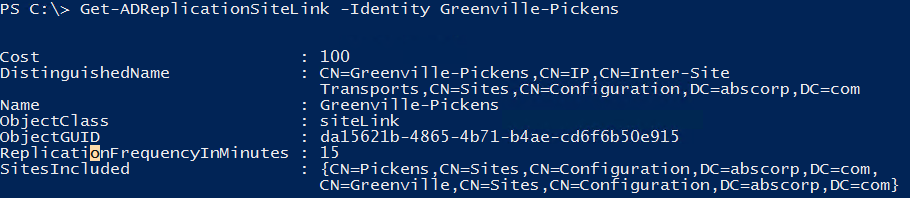 PS C:\> Get-ADReplicationSiteLink -Identity Greenville-Pickens
Cost : 100
DistinguishedName : CN=Greenville-Pickens,CN=IP,CN=Inter-Site
Transports,CN=Sites,CN=Configuration,DC=abscorp,DC=com
Name : Greenville-Pickens
ObjectClass : siteLink
ObjectGUID : da15621b-4865-4b71-b4ae-cd6f6b50e915
ReplicationFrequencyInMinutes : 15
SitesIncluded : {CN=Pickens,CN=Sites,CN=Configuration,DC=abscorp,DC=com,
CN=Greenville,CN=Sites,CN=Configuration,DC=abscorp,DC=com}